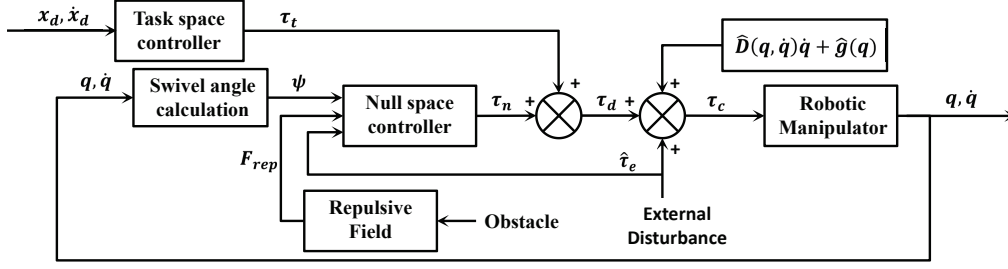 x_d, ẋ_d
Task space
controller
τ_t
D̂(q, q̇)q̇ + ĝ(q)
q, q̇
Swivel angle
calculation
ψ
Null space
controller
τ_n
+
+
τ_d
+
+
+
τ_c
Robotic
Manipulator
q, q̇
F_rep
τ̂_e
Repulsive
Field
Obstacle
External
Disturbance